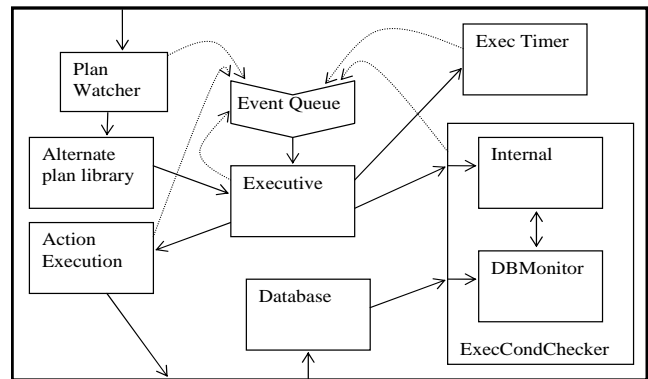 Plan
Watcher
Event Queue
Exec Timer
Alternate
plan library
Executive
Internal
Action
Execution
Database
DBMonitor
ExecCondChecker